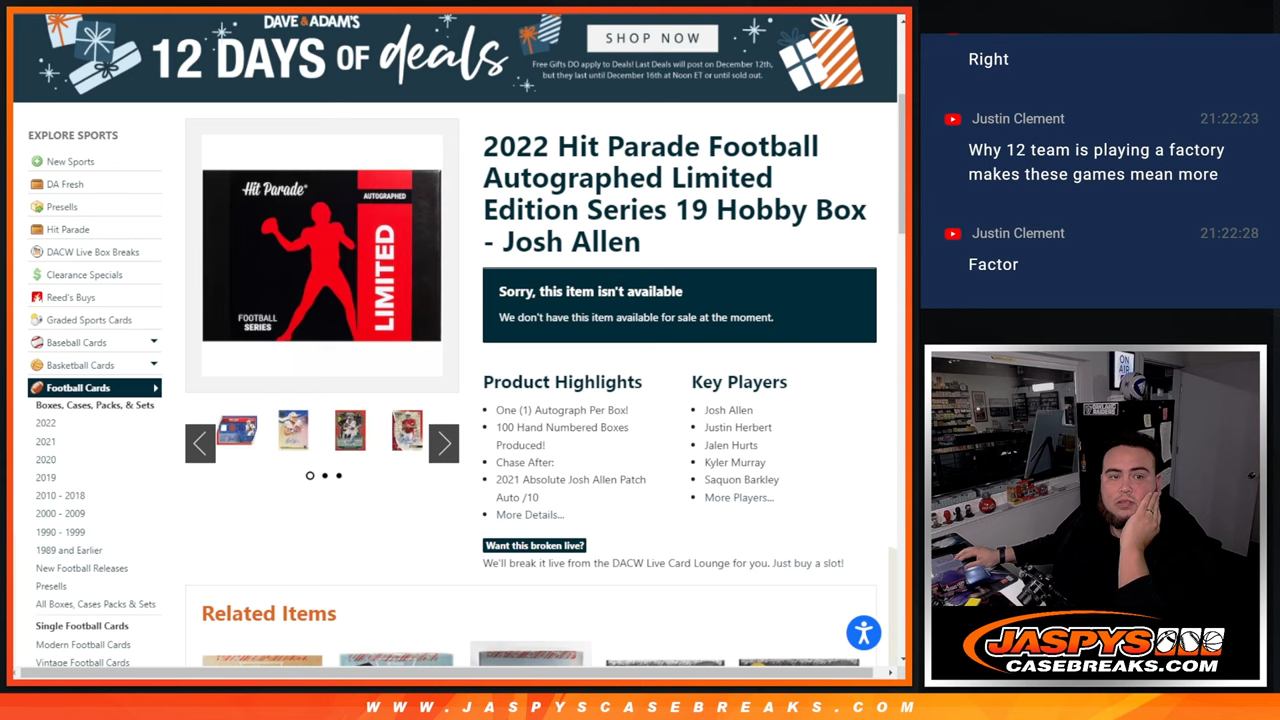 DAVE & ADAM'S
12 DAYS OF deals
SHOP NOW
Free Gifts DO apply to Deals! Last Deals will post on December 12th,
but they last until December 16th at Noon ET or until sold out.
EXPLORE SPORTS
New Sports
DA Fresh
Presells
Hit Parade
DACW Live Box Breaks
Clearance Specials
Reed's Buys
Graded Sports Cards
Baseball Cards
Basketball Cards
Football Cards
Boxes, Cases, Packs, & Sets
2022
2021
2020
2019
2010 - 2018
2000 - 2009
1990 - 1999
1989 and Earlier
New Football Releases
Presells
All Boxes, Cases Packs & Sets
Single Football Cards
Modern Football Cards
Vintage Football Cards
Hit Parade®
AUTOGRAPHED
LIMITED
FOOTBALL
SERIES
2022 Hit Parade Football
Autographed Limited
Edition Series 19 Hobby Box
- Josh Allen
Sorry, this item isn't available
We don't have this item available for sale at the moment.
Product Highlights
One (1) Autograph Per Box!
100 Hand Numbered Boxes
Produced!
Chase After:
2021 Absolute Josh Allen Patch
Auto /10
More Details...
Key Players
Josh Allen
Justin Herbert
Jalen Hurts
Kyler Murray
Saquon Barkley
More Players...
Want this broken live?
We'll break it live from the DACW Live Card Lounge for you. Just buy a slot!
Related Items
Right
Justin Clement 21:22:23
Why 12 team is playing a factory
makes these games mean more
Justin Clement 21:22:28
Factor
ON
AIR
JASPYS
CASEBREAKS.COM
WWW.JASPYSCASEBREAKS.COM